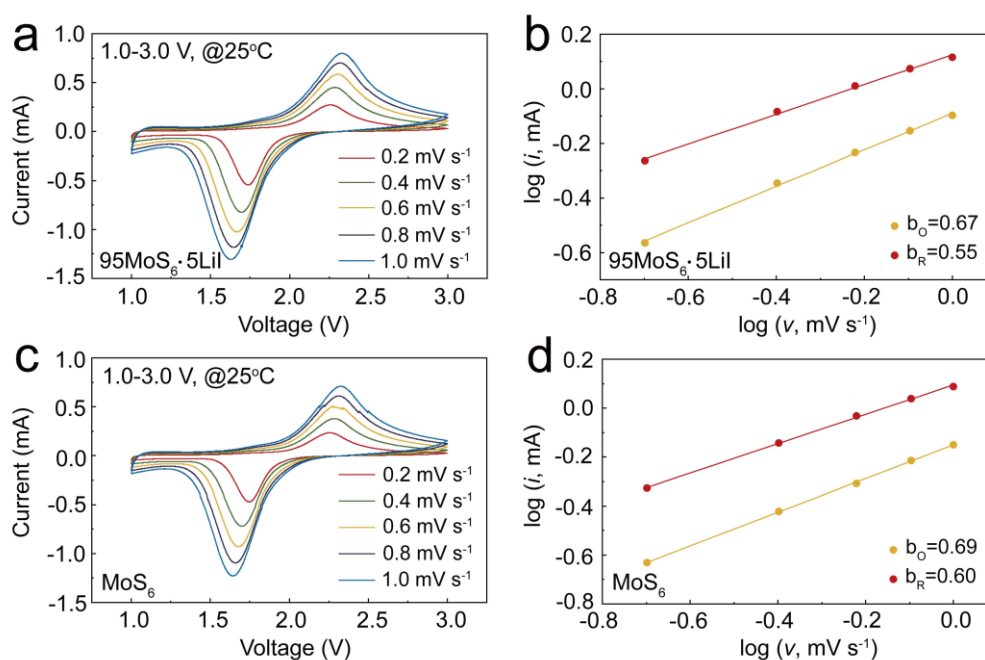 a
1.0-3.0 V, @25°C
1.0
0.5
0.0
-0.5
-1.0
-1.5
Current (mA)
0.2 mV s⁻¹
0.4 mV s⁻¹
0.6 mV s⁻¹
0.8 mV s⁻¹
1.0 mV s⁻¹
95MoS₆·5LiI
1.0 1.5 2.0 2.5 3.0
Voltage (V)
b
0.2
0.0
-0.2
-0.4
-0.6
log (i, mA)
b_O=0.67
b_R=0.55
95MoS₆·5LiI
-0.8 -0.6 -0.4 -0.2 0.0
log (v, mV s⁻¹)
c
1.0-3.0 V, @25°C
1.0
0.5
0.0
-0.5
-1.0
-1.5
Current (mA)
0.2 mV s⁻¹
0.4 mV s⁻¹
0.6 mV s⁻¹
0.8 mV s⁻¹
1.0 mV s⁻¹
MoS₆
1.0 1.5 2.0 2.5 3.0
Voltage (V)
d
0.2
0.0
-0.2
-0.4
-0.6
-0.8
log (i, mA)
b_O=0.69
b_R=0.60
MoS₆
-0.8 -0.6 -0.4 -0.2 0.0
log (v, mV s⁻¹)